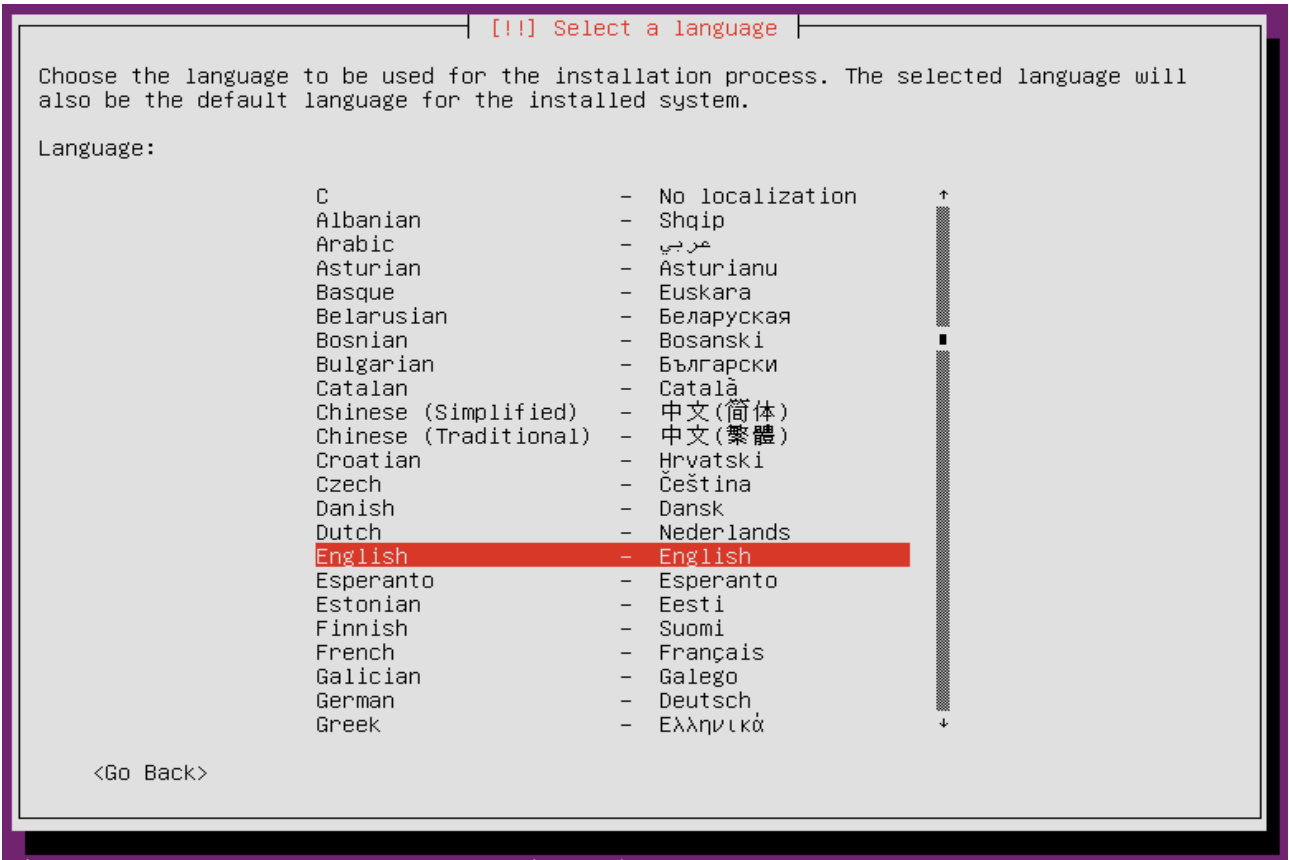 [!!] Select a language
Choose the language to be used for the installation process. The selected language will
also be the default language for the installed system.
Language:
C - No localization
Albanian - Shqip
Arabic - عربي
Asturian - Asturianu
Basque - Euskara
Belarusian - Беларуская
Bosnian - Bosanski
Bulgarian - Български
Catalan - Català
Chinese (Simplified) - 中文(简体)
Chinese (Traditional) - 中文(繁體)
Croatian - Hrvatski
Czech - Čeština
Danish - Dansk
Dutch - Nederlands
English - English
Esperanto - Esperanto
Estonian - Eesti
Finnish - Suomi
French - Français
Galician - Galego
German - Deutsch
Greek - Ελληνικά
<Go Back>